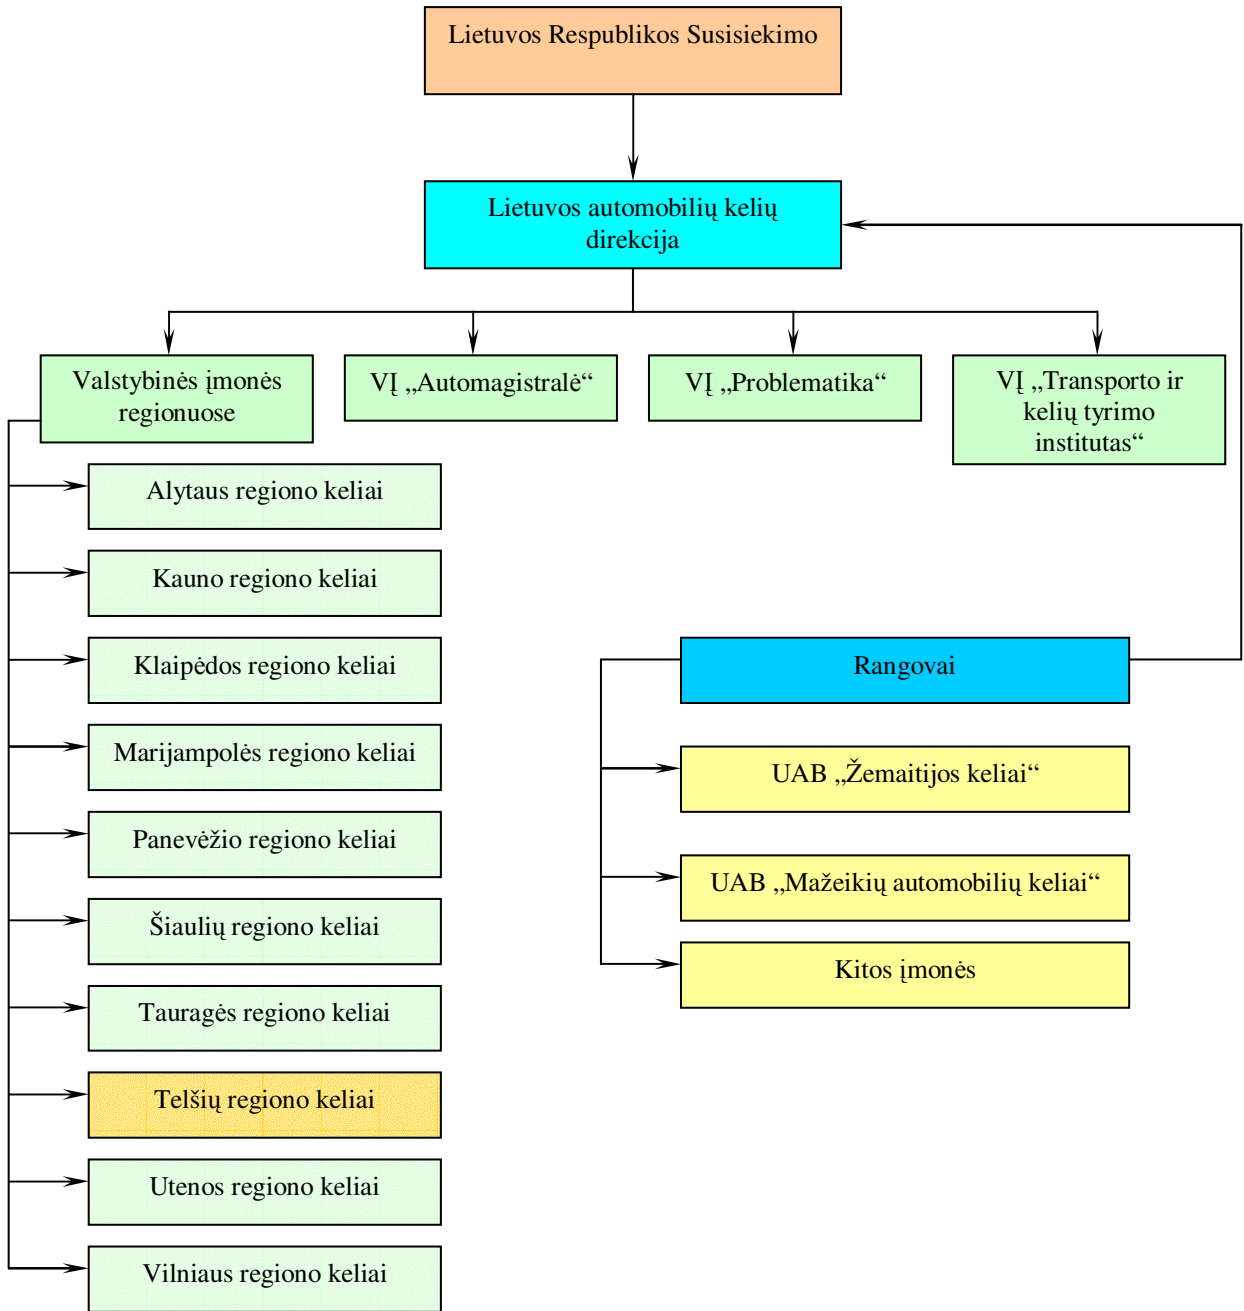 Lietuvos Respublikos Susisiekimo
Lietuvos automobilių kelių
direkcija
Valstybinės įmonės
regionuose
VĮ „Automagistralė“
VĮ „Problematika“
VĮ „Transporto ir
kelių tyrimo
institutas“
Alytaus regiono keliai
Kauno regiono keliai
Klaipėdos regiono keliai
Marijampolės regiono keliai
Panevėžio regiono keliai
Šiaulių regiono keliai
Tauragės regiono keliai
Telšių regiono keliai
Utenos regiono keliai
Vilniaus regiono keliai
Rangovai
UAB „Žemaitijos keliai“
UAB „Mažeikių automobilių keliai“
Kitos įmonės